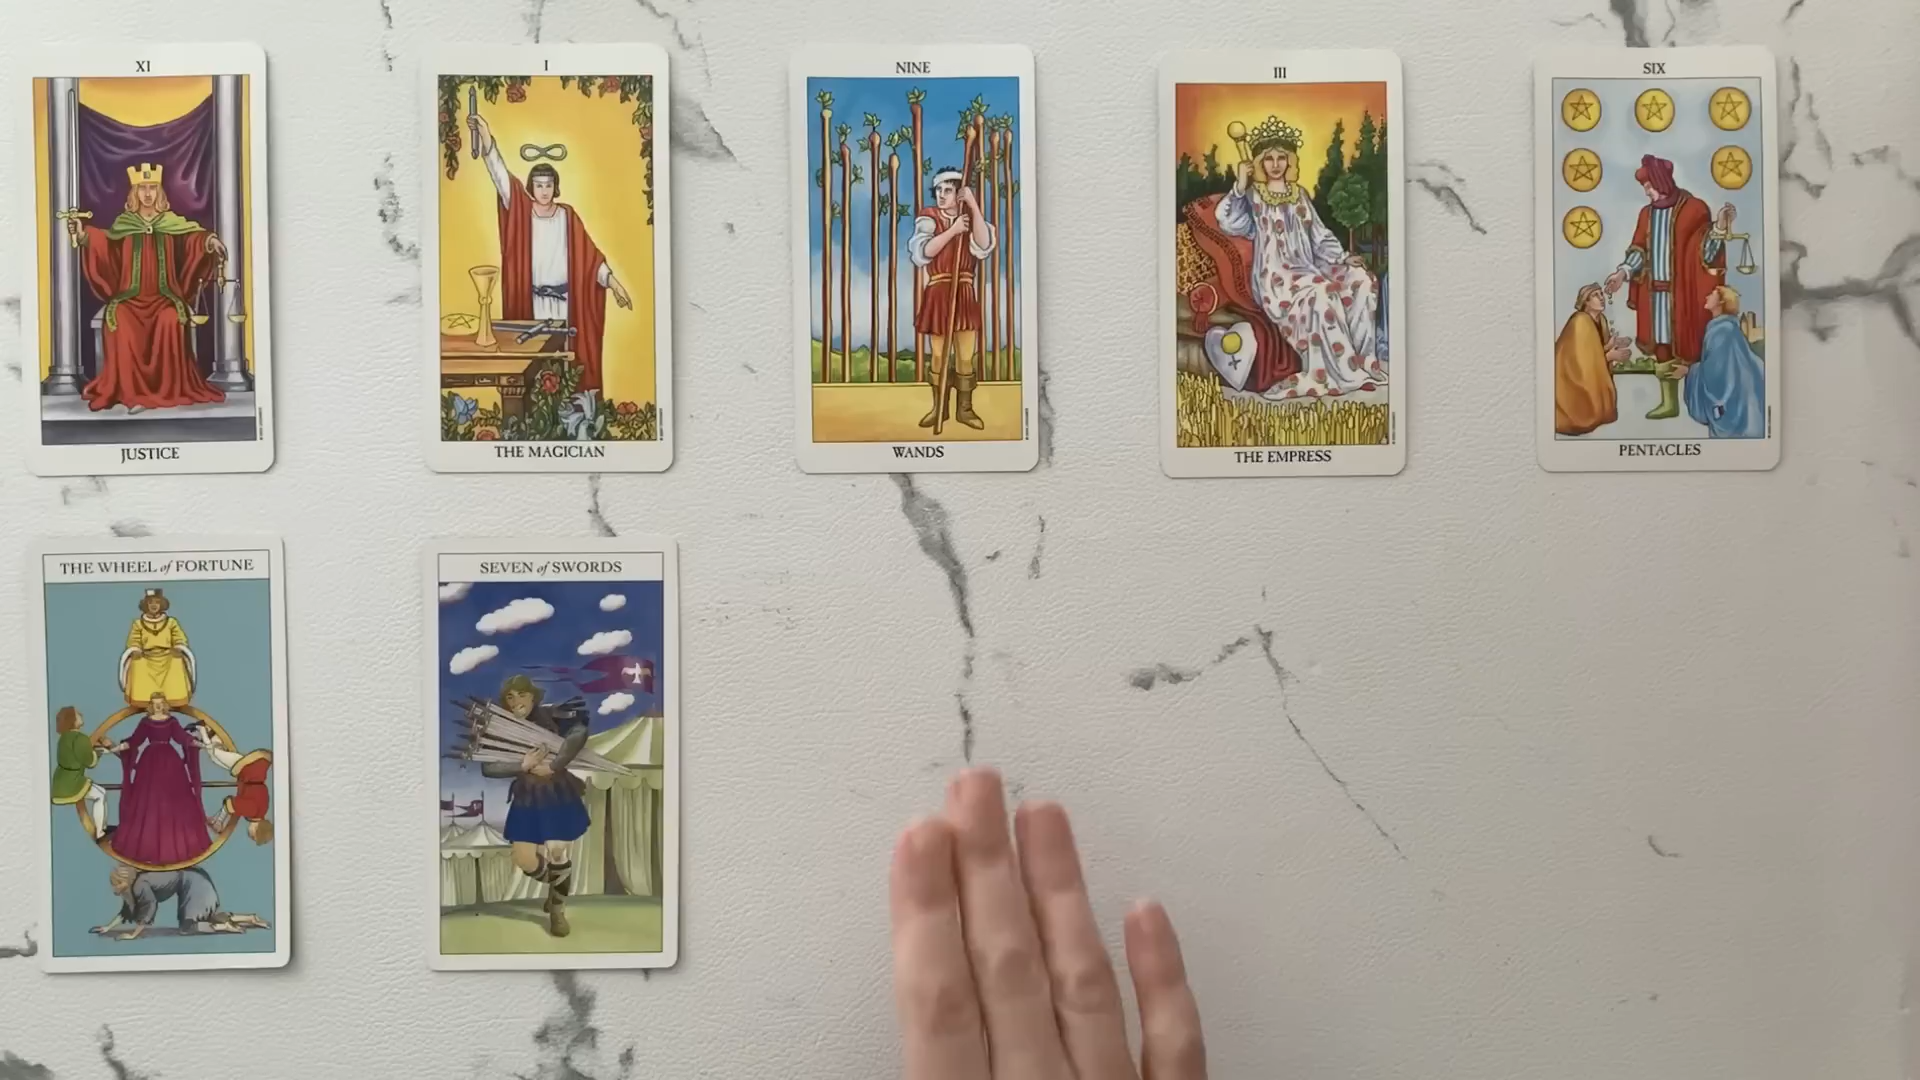 XI
JUSTICE
I
THE MAGICIAN
NINE
WANDS
III
THE EMPRESS
SIX
PENTACLES
THE WHEEL of FORTUNE
SEVEN of SWORDS